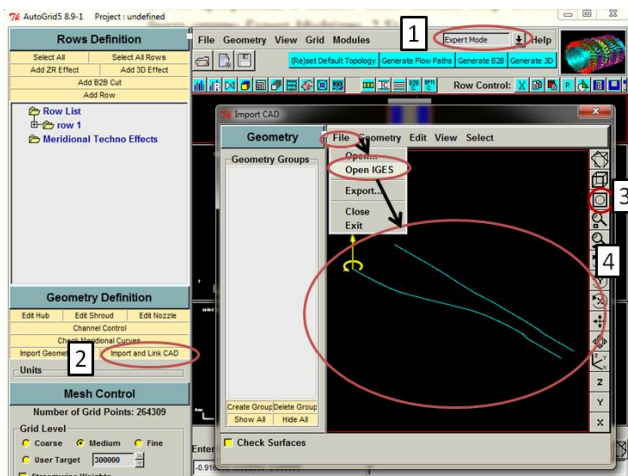 AutoGrid5 8.9-1    Project : undefined
Rows Definition
Select All    Select All Rows
Add ZR Effect    Add 3D Effect
Add B2B Cut
Add Row
Row List
row 1
Meridional Techno Effects
Geometry Definition
Edit Hub    Edit Shroud    Edit Nozzle
Channel Control
Check Meridional Curves
Import Geomet    2    Import and Link CAD
Units
Mesh Control
Number of Grid Points: 264309
Grid Level
Coarse    Medium    Fine
User Target    300000
Streamwise Weights
File    Geometry    View    Grid    Modules    1    Expert Mode    Help
(Re)set Default Topology    Generate Flow Paths    Generate B2B    Generate 3D
Row Control:
Import CAD
Geometry
Geometry Groups
Create Group    Delete Group
Show All    Hide All
Check Surfaces
File    Geometry    Edit    View    Select
Open...
Open IGES
Export...
Close
Exit
3
4
Z
Y
X
Enter